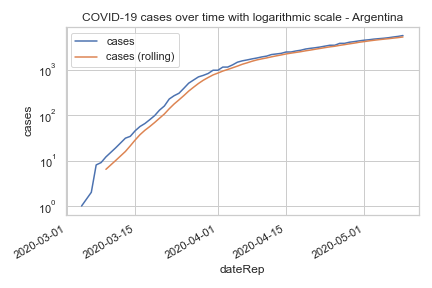 COVID-19 cases over time with logarithmic scale - Argentina
cases
cases (rolling)
10³
10²
10¹
10⁰
cases
2020-03-01
2020-03-15
2020-04-01
2020-04-15
2020-05-01
dateRep